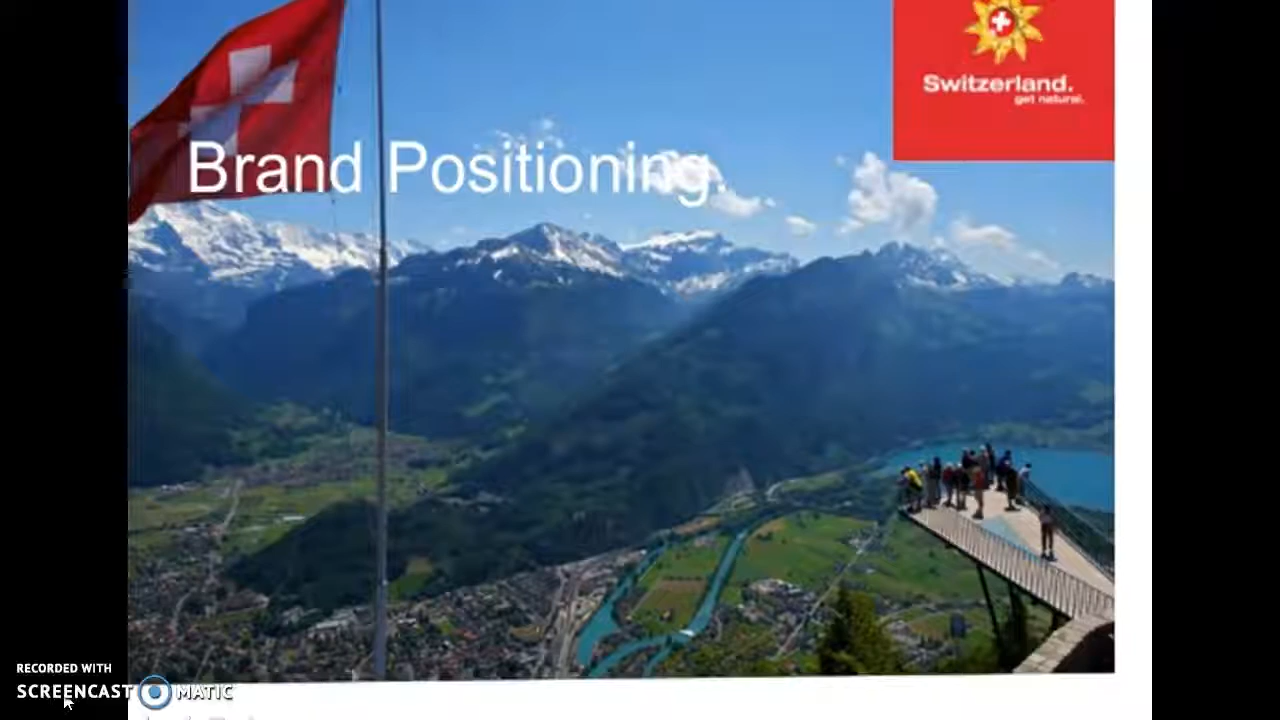 Switzerland.
get natural.
Brand Positioning.
RECORDED WITH
SCREENCAST MATIC